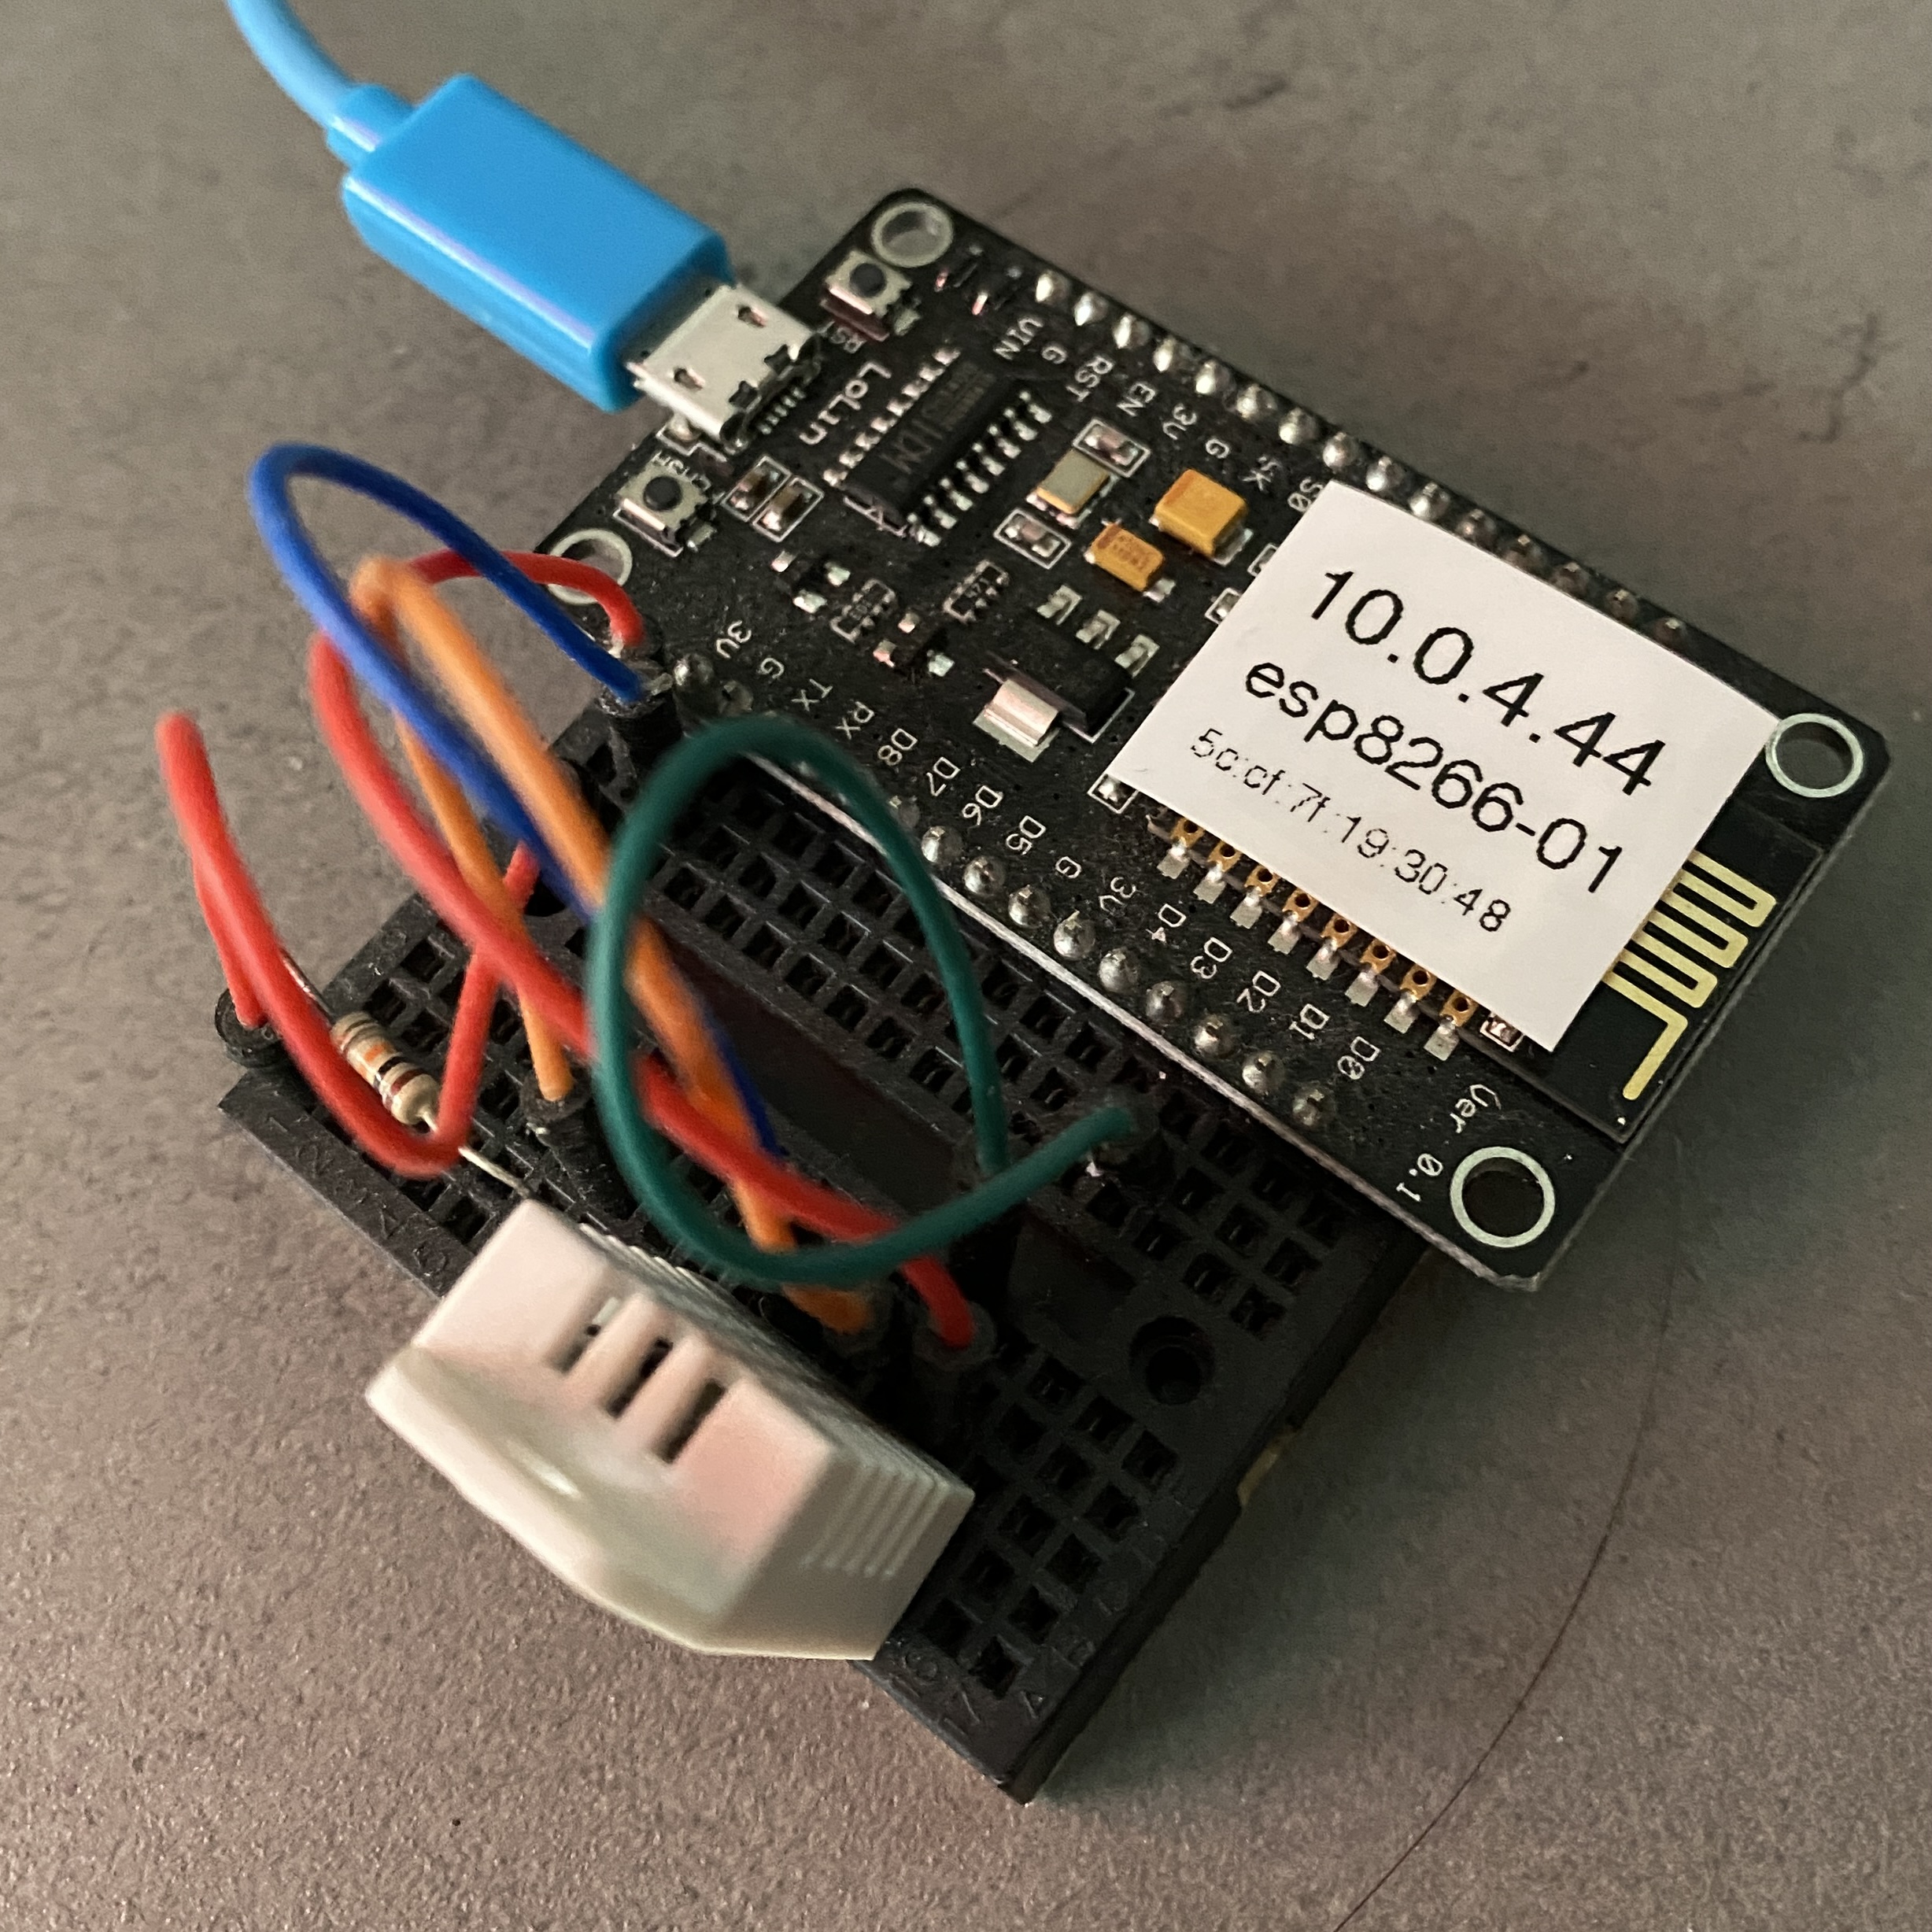 10.0.4.44
esp8266-01
5c:cf:7f:19:30:48
RST
LoLin
VIN
G
RST
EN
3V
G
SK
S0
3V
G
TX
RX
D8
D7
D6
D5
G
3V
D4
D3
D2
D1
D0
Ver 0.1